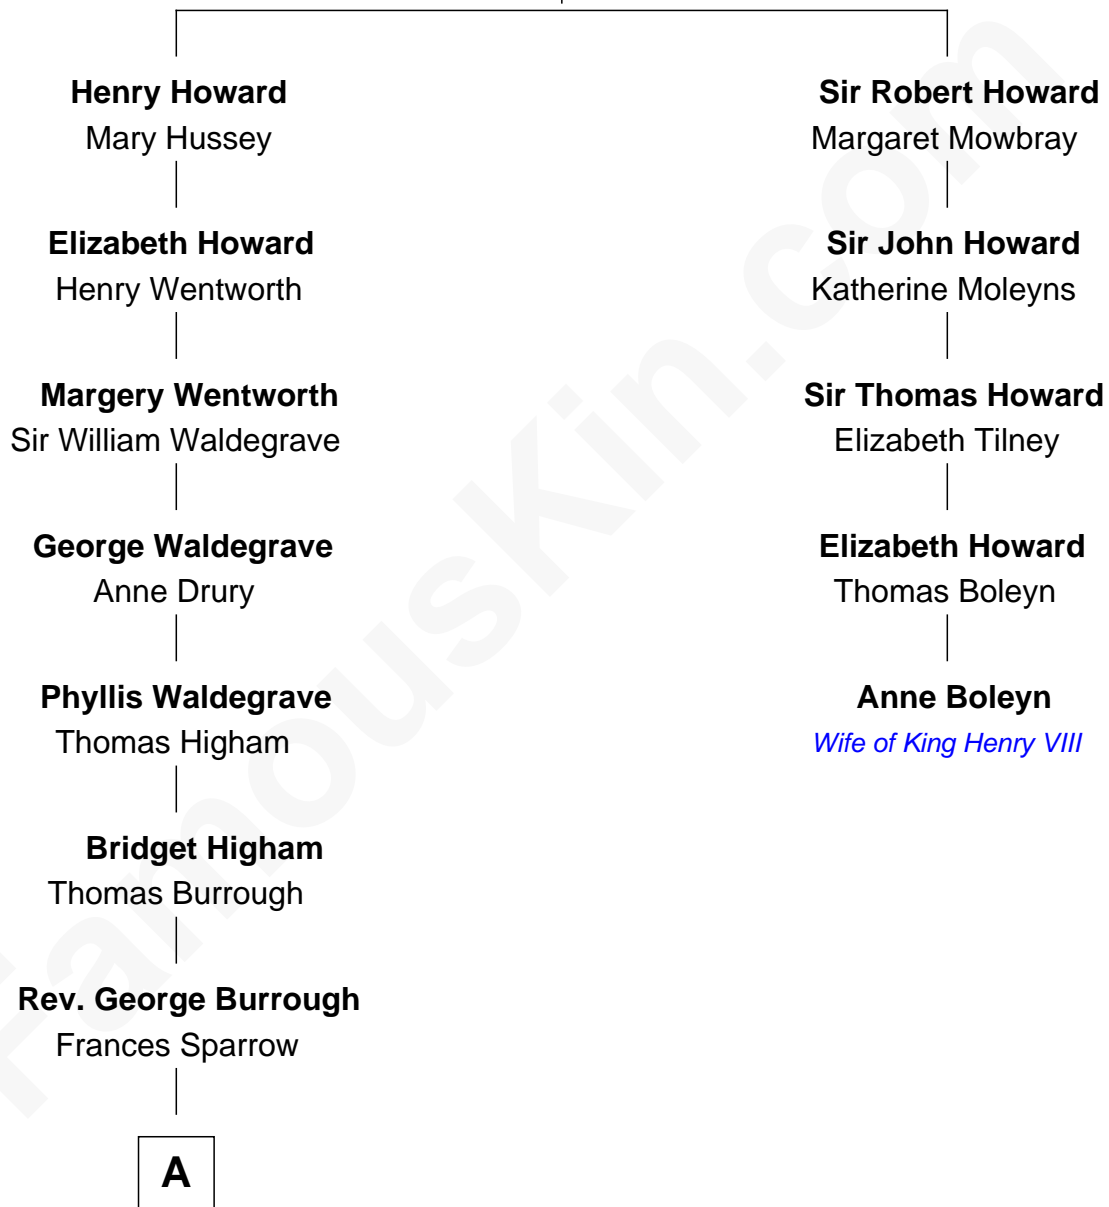 Henry Howard
Mary Hussey
Elizabeth Howard
Henry Wentworth
Margery Wentworth
Sir William Waldegrave
George Waldegrave
Anne Drury
Phyllis Waldegrave
Thomas Higham
Bridget Higham
Thomas Burrough
Rev. George Burrough
Frances Sparrow
A
Sir Robert Howard
Margaret Mowbray
Sir John Howard
Katherine Moleyns
Sir Thomas Howard
Elizabeth Tilney
Elizabeth Howard
Thomas Boleyn
Anne Boleyn
Wife of King Henry VIII
FamousKin.com